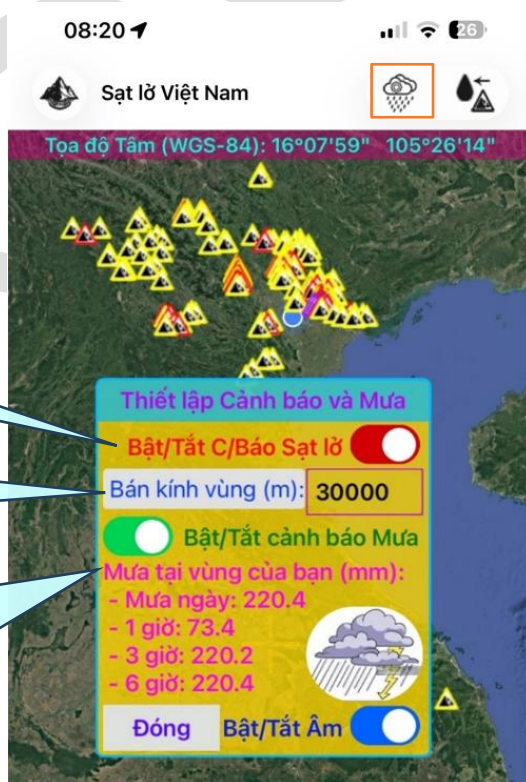 08:20
26
Sạt lở Việt Nam
Tọa độ Tâm (WGS-84): 16°07'59" 105°26'14"
Thiết lập Cảnh báo và Mưa
Bật/Tắt C/Báo Sạt lở
Bán kính vùng (m): 30000
Bật/Tắt cảnh báo Mưa
Mưa tại vùng của bạn (mm):
- Mưa ngày: 220.4
- 1 giờ: 73.4
- 3 giờ: 220.2
- 6 giờ: 220.4
Đóng Bật/Tắt Âm